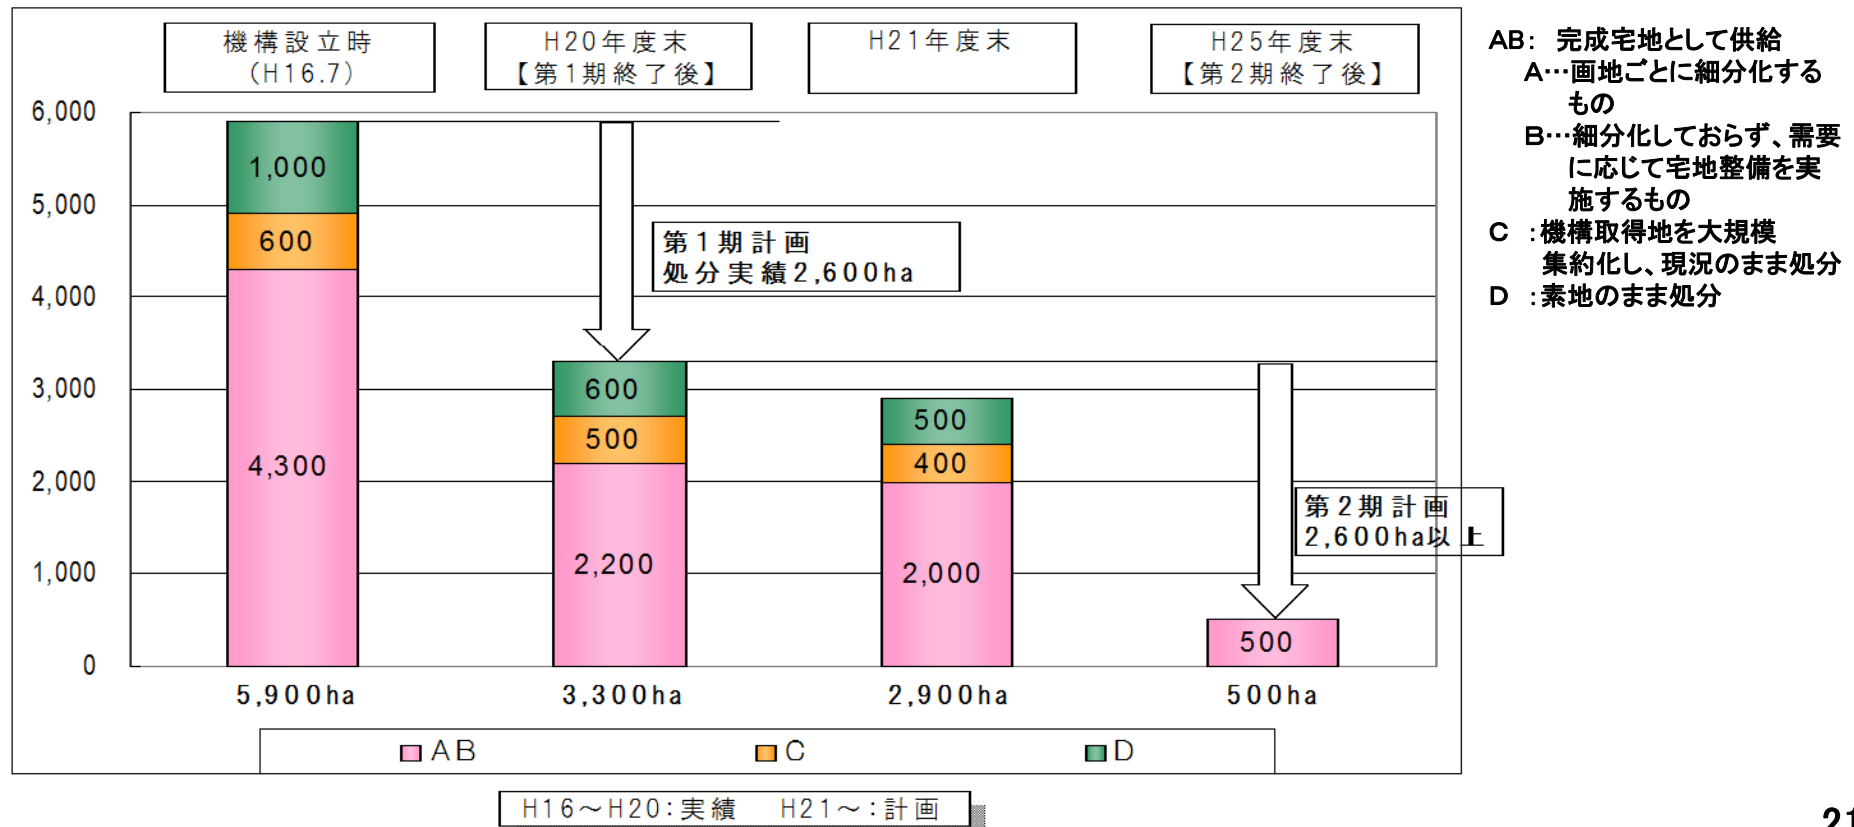 機構設立時
（H16.7）
H20年度末
【第1期終了後】
H21年度末
H25年度末
【第2期終了後】
AB： 完成宅地として供給
A…画地ごとに細分化する
もの
B…細分化しておらず、需要
に応じて宅地整備を実
施するもの
C ：機構取得地を大規模
集約化し、現況のまま処分
D ：素地のまま処分
6,000
5,000
4,000
3,000
2,000
1,000
0
1,000
600
4,300
第1期計画
処分実績2,600ha
600
500
2,200
500
400
2,000
第2期計画
2,600ha以上
500
5,900ha
3,300ha
2,900ha
500ha
AB
C
D
H16～H20：実績 H21～：計画
21